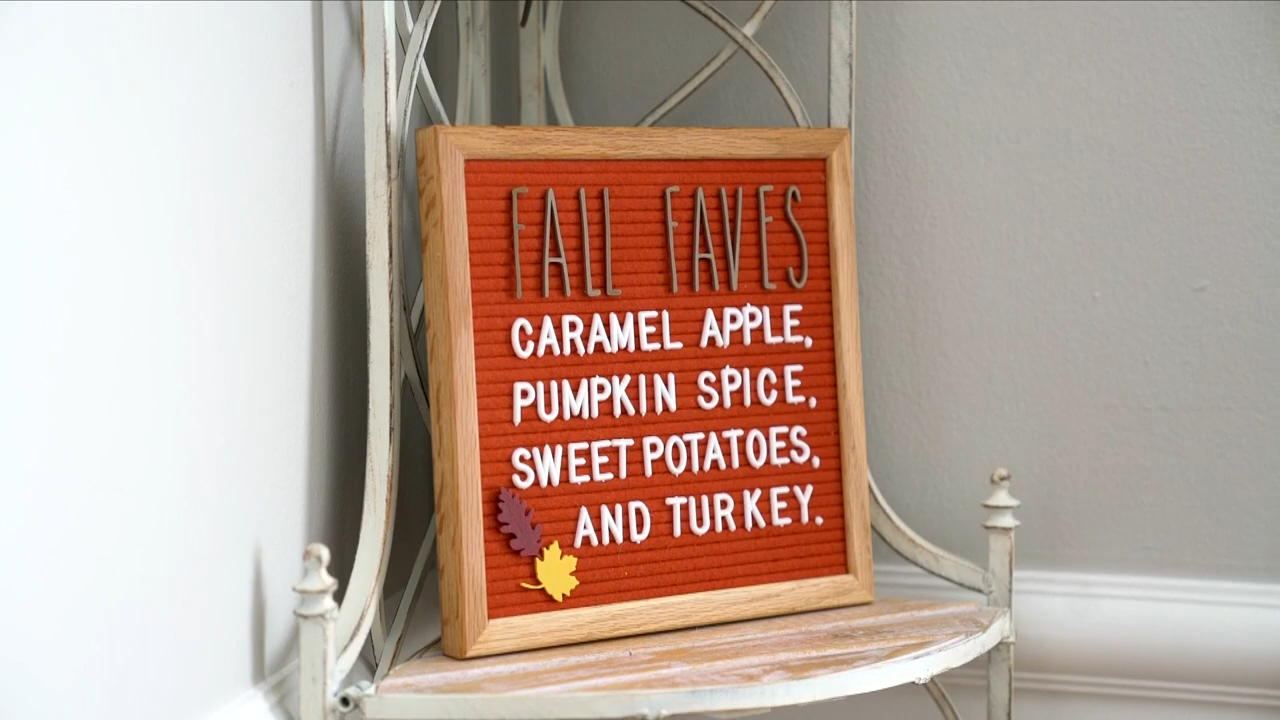 FALL FAVES
CARAMEL APPLE,
PUMPKIN SPICE,
SWEET POTATOES,
AND TURKEY.